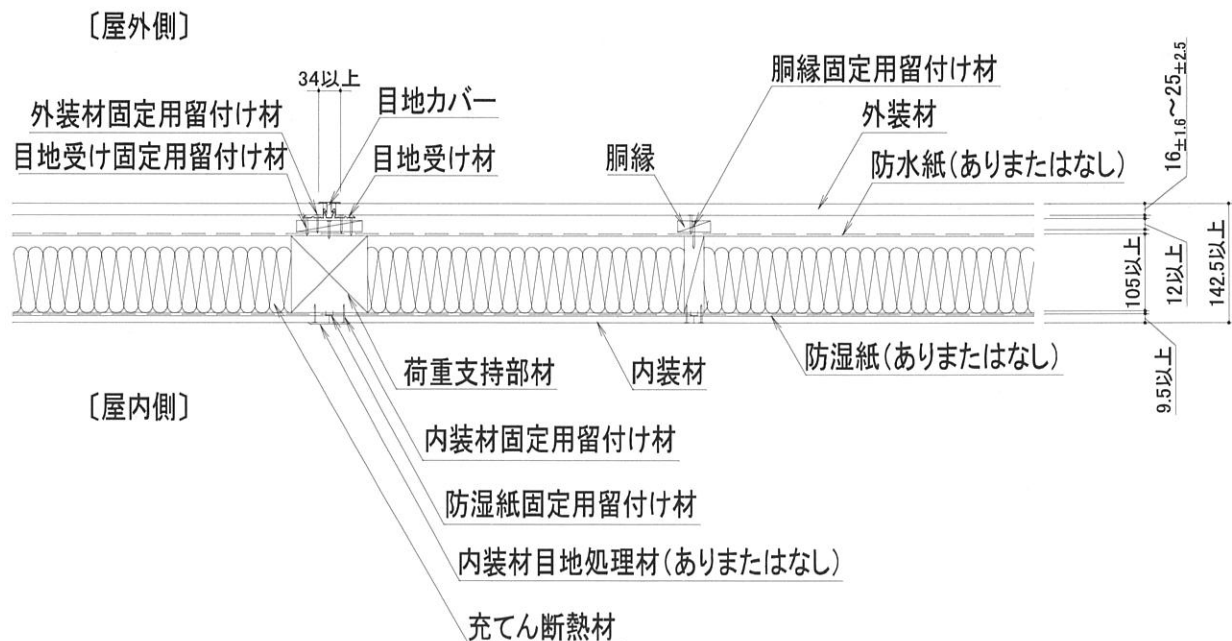 〔屋外側〕
34以上
目地カバー
外装材固定用留付け材
目地受け固定用留付け材
目地受け材
胴縁固定用留付け材
胴縁
外装材
防水紙(ありまたはなし)
16±1.6～25±2.5
105以上
12以上
142.5以上
9.5以上
荷重支持部材
内装材
防湿紙(ありまたはなし)
〔屋内側〕
内装材固定用留付け材
防湿紙固定用留付け材
内装材目地処理材(ありまたはなし)
充てん断熱材